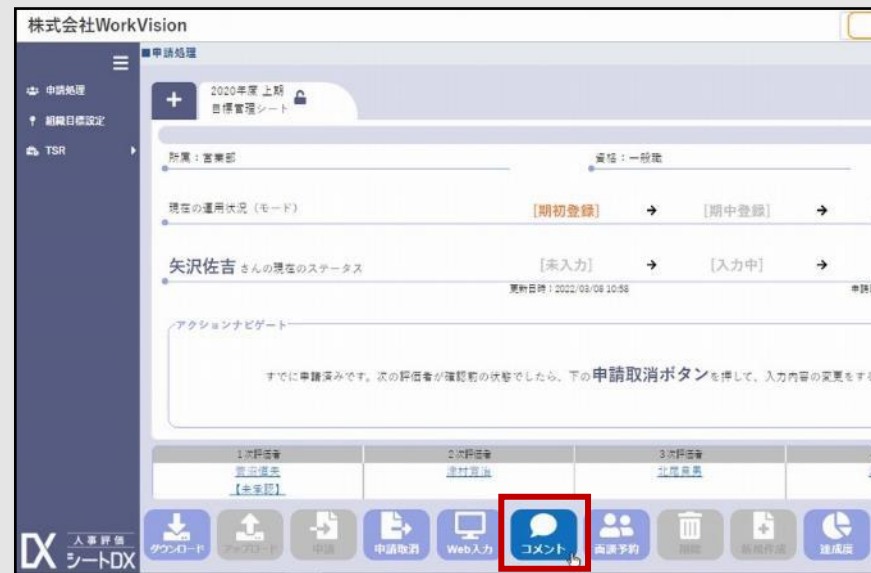 株式会社WorkVision
■申請処理
申請処理
組織目標設定
TSR
2020年度 上期
目標管理シート
所属：営業部
資格：一般職
現在の運用状況（モード）
[期初登録] → [期中登録] →
矢沢佐吉 さんの現在のステータス
[未入力] → [入力中] →
更新日時：2022/03/08 10:58
アクションナビゲート
すでに申請済みです。次の評価者が確認前の状態でしたら、下の申請取消ボタンを押して、入力内容の変更をする
1次評価者 2次評価者 3次評価者
【未承認】
ダウンロード アップロード 申請 申請取消 Web入力 コメント 面談予約 削除 新規作成 達成度
人事評価
DX シートDX